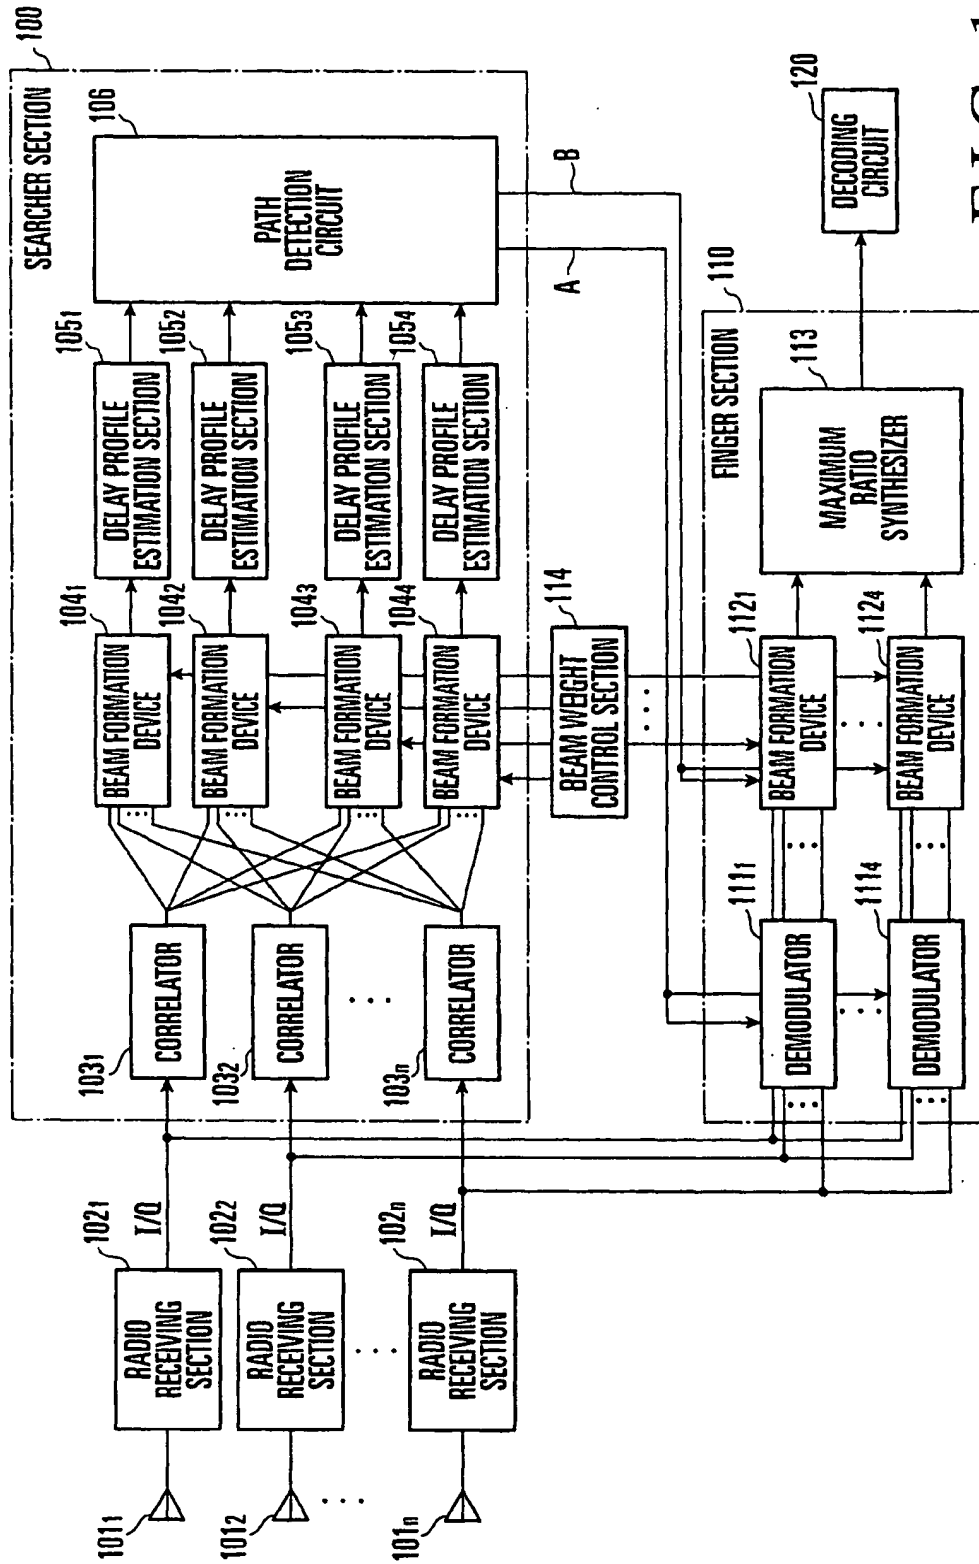 SEARCHER SECTION
100
106
PATH
DETECTION
CIRCUIT
1051
DELAY PROFILE
ESTIMATION SECTION
1052
DELAY PROFILE
ESTIMATION SECTION
1053
DELAY PROFILE
ESTIMATION SECTION
1054
DELAY PROFILE
ESTIMATION SECTION
1041
BEAM FORMATION
DEVICE
1042
BEAM FORMATION
DEVICE
1043
BEAM FORMATION
DEVICE
1044
BEAM FORMATION
DEVICE
114
BEAM WEIGHT
CONTROL SECTION
1031
CORRELATOR
1032
CORRELATOR
103n
CORRELATOR
I/Q
I/Q
I/Q
1021
RADIO
RECEIVING
SECTION
1022
RADIO
RECEIVING
SECTION
102n
RADIO
RECEIVING
SECTION
1011
1012
101n
A
B
FINGER SECTION
110
113
MAXIMUM
RATIO
SYNTHESIZER
1121
BEAM FORMATION
DEVICE
1124
BEAM FORMATION
DEVICE
1111
DEMODULATOR
1114
DEMODULATOR
120
DECODING
CIRCUIT